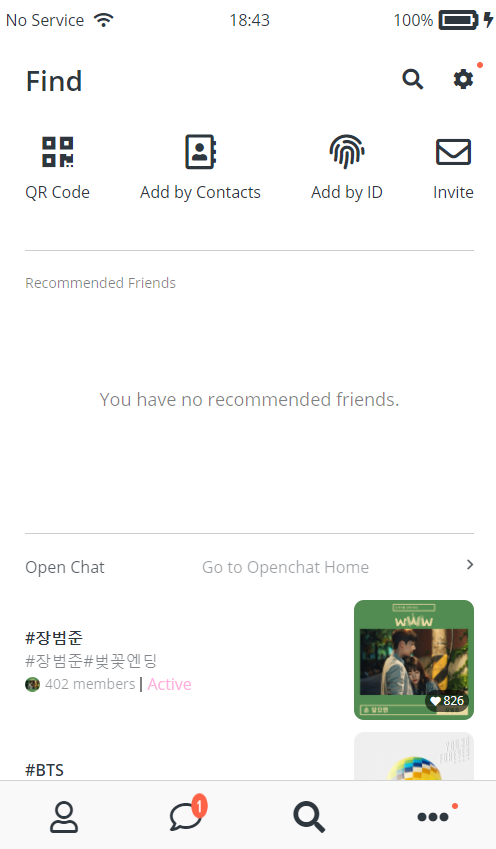 No Service 18:43 100%
Find
QR Code Add by Contacts Add by ID Invite
Recommended Friends
You have no recommended friends.
Open Chat Go to Openchat Home
#장범준
#장범준#벚꽃엔딩
402 members | Active
826
#BTS
1